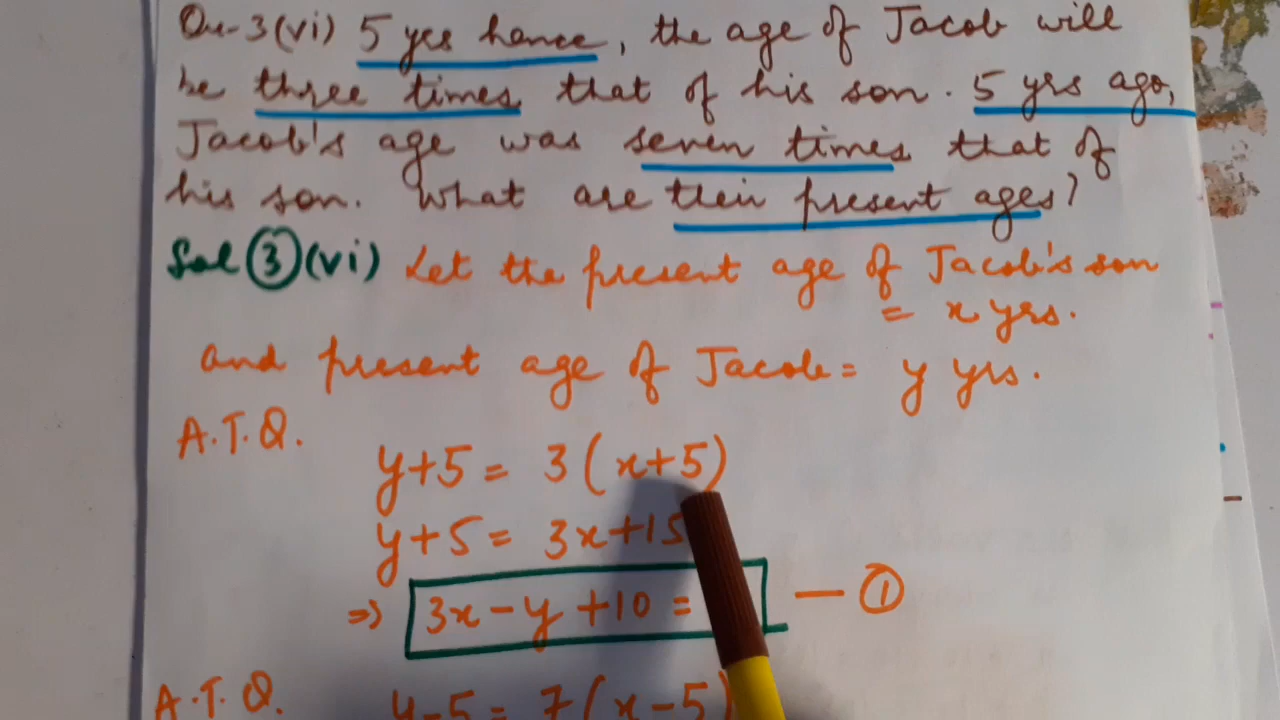 Qu-3(vi) 5 yrs hence, the age of Jacob will
be three times that of his son. 5 yrs ago,
Jacob's age was seven times that of
his son. What are their present ages?
Sol ③(vi) Let the present age of Jacob's son
= x yrs.
and present age of Jacob = y yrs.
A.T.Q.
y+5 = 3(x+5)
y+5 = 3x+15
⇒ 3x-y+10 = — ①
A.T.Q. y-5 = 7(x-5)